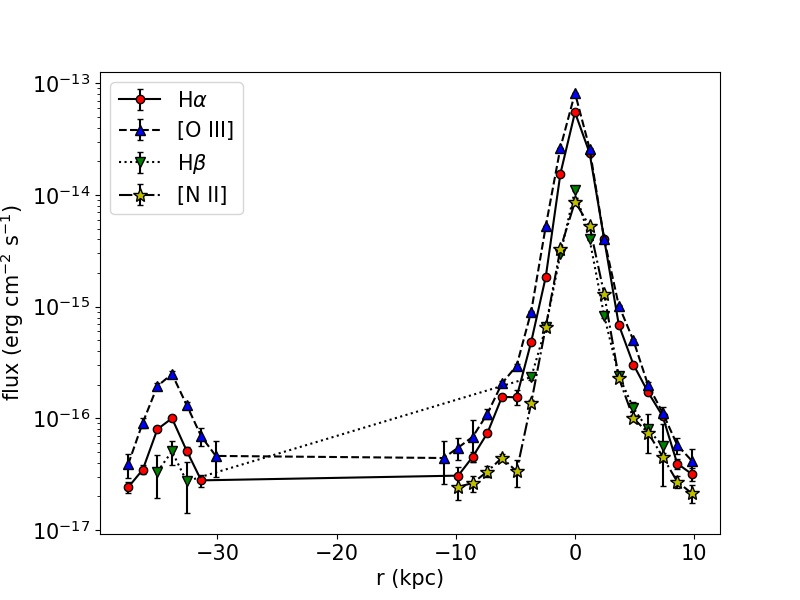 Hα
[O III]
Hβ
[N II]
flux (erg cm⁻² s⁻¹)
10⁻¹³
10⁻¹⁴
10⁻¹⁵
10⁻¹⁶
10⁻¹⁷
−30 −20 −10 0 10
r (kpc)